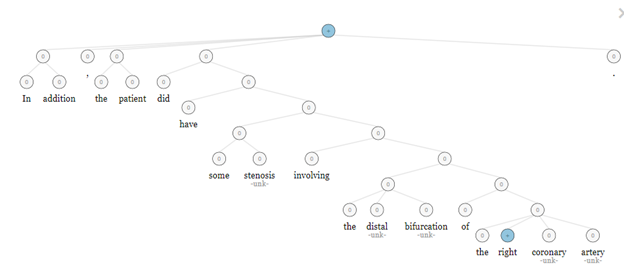 In addition , the patient did
have
some stenosis involving
-unk-
the distal bifurcation of
-unk- -unk-
the right coronary artery
-unk- -unk-
.